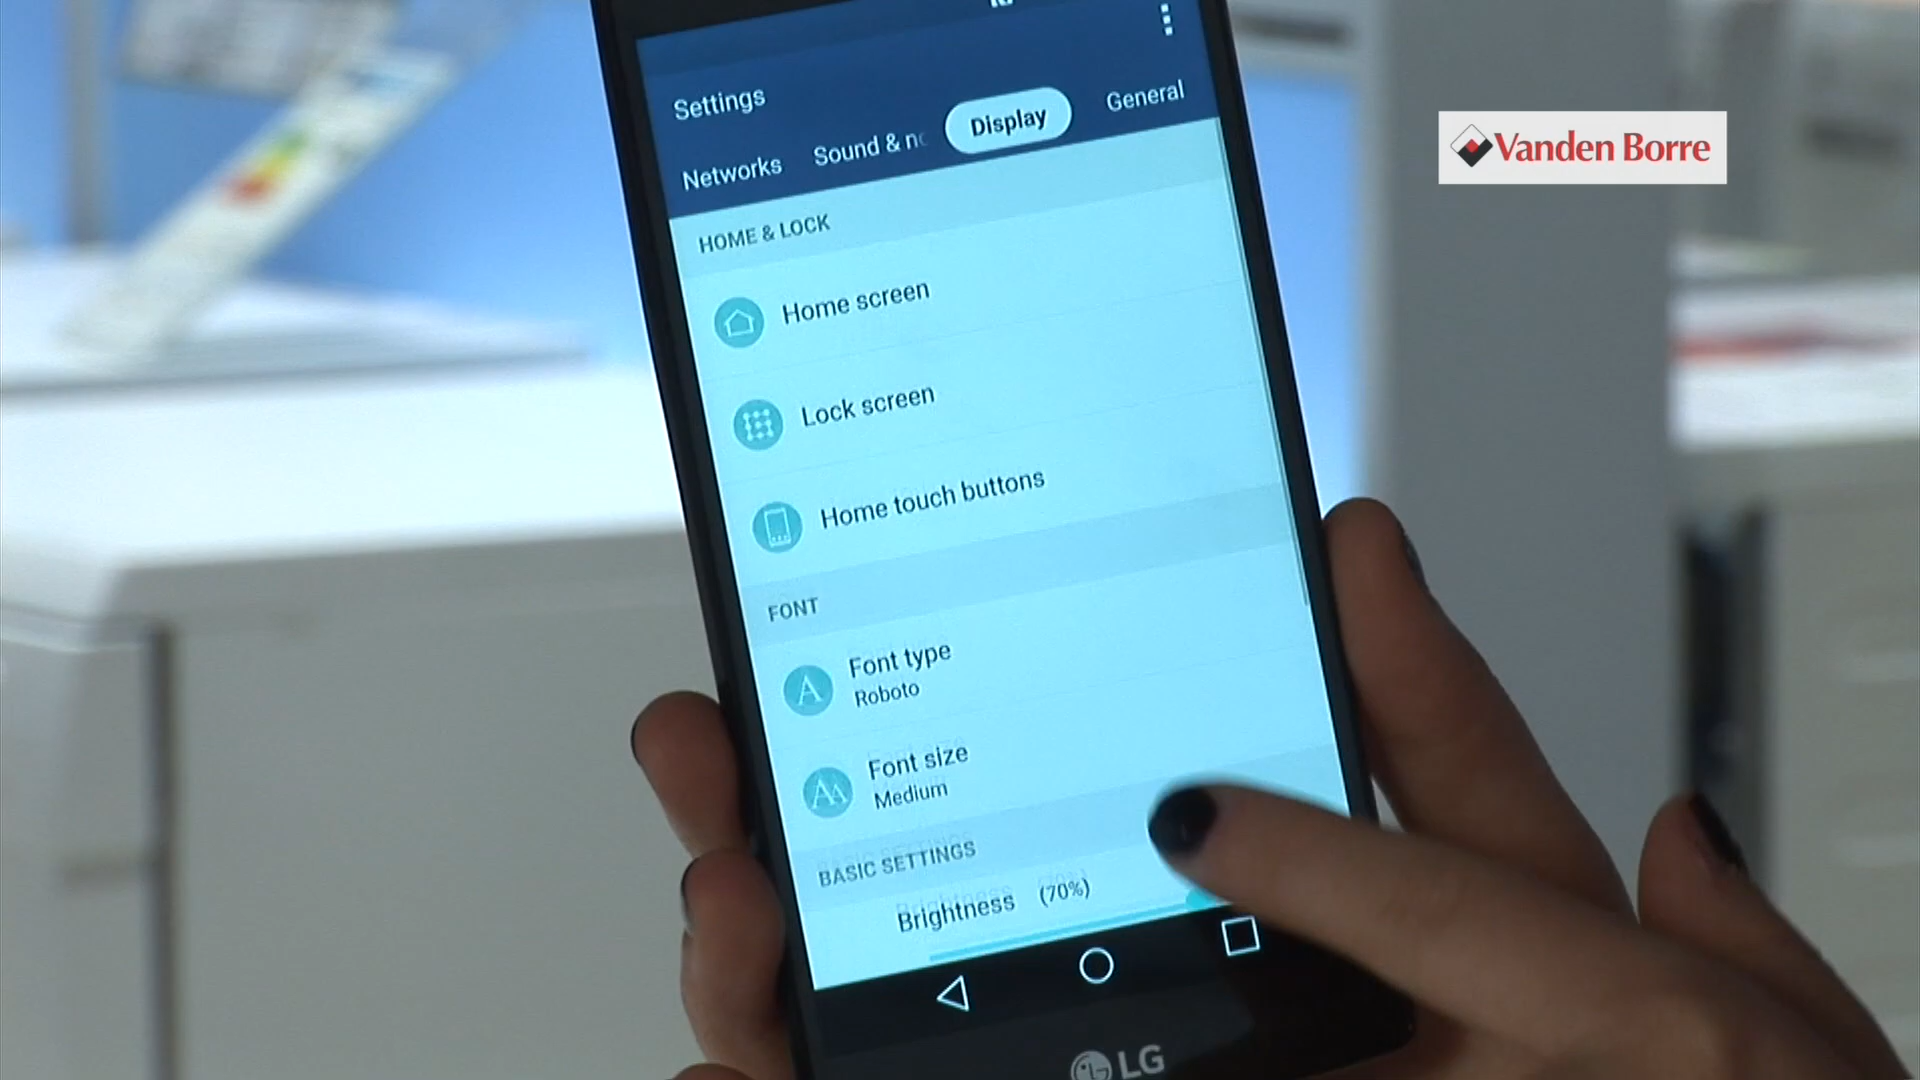 Settings
Networks Sound & no Display General
HOME & LOCK
Home screen
Lock screen
Home touch buttons
FONT
Font type
Roboto
Font size
Medium
BASIC SETTINGS
Brightness (70%)
LG
Vanden Borre